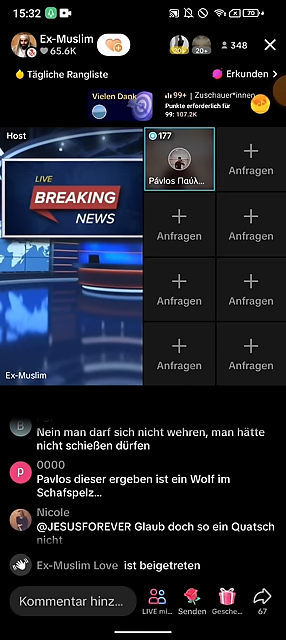 15:32
70
Ex-Muslim
65.6K
20+
348
Tägliche Rangliste
Erkunden
Vielen Dank
99+ | Zuschauer*innen
Punkte erforderlich für
99: 107.2K
Host
LIVE
BREAKING
NEWS
Ex-Muslim
177
Pávlos Παύλ...
Anfragen
Anfragen
Anfragen
Anfragen
Anfragen
Anfragen
Anfragen
B
Nein man darf sich nicht wehren, man hätte
nicht schießen dürfen
p
0000
Pavlos dieser ergeben ist ein Wolf im
Schafspelz...
Nicole
@JESUSFOREVER Glaub doch so ein Quatsch
nicht
Ex-Muslim Love ist beigetreten
Kommentar hinz...
LIVE mi...
Senden
Gesche...
67